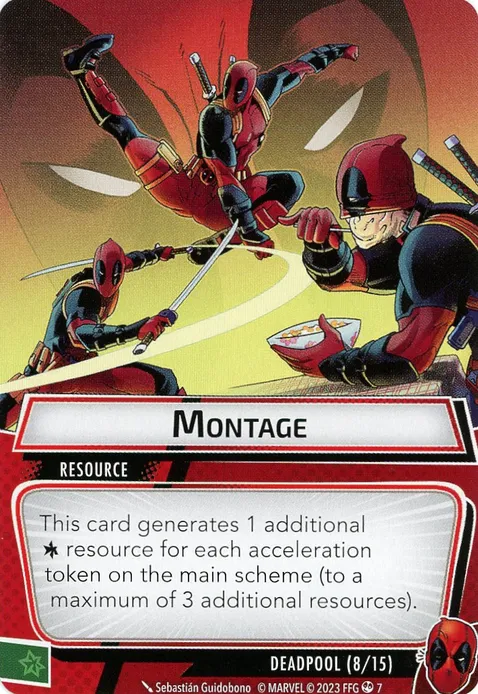 MONTAGE
RESOURCE
This card generates 1 additional
resource for each acceleration
token on the main scheme (to a
maximum of 3 additional resources).
DEADPOOL (8/15)
Sebastián Guidobono © MARVEL © 2023 FFG 7